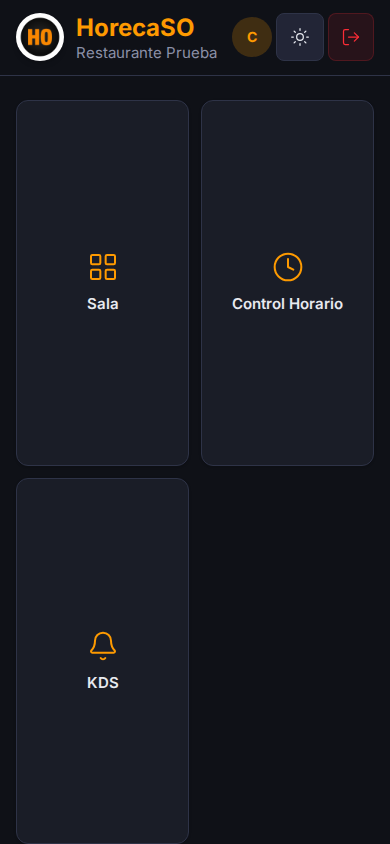 HO
HorecaSO
Restaurante Prueba
C
Sala
Control Horario
KDS